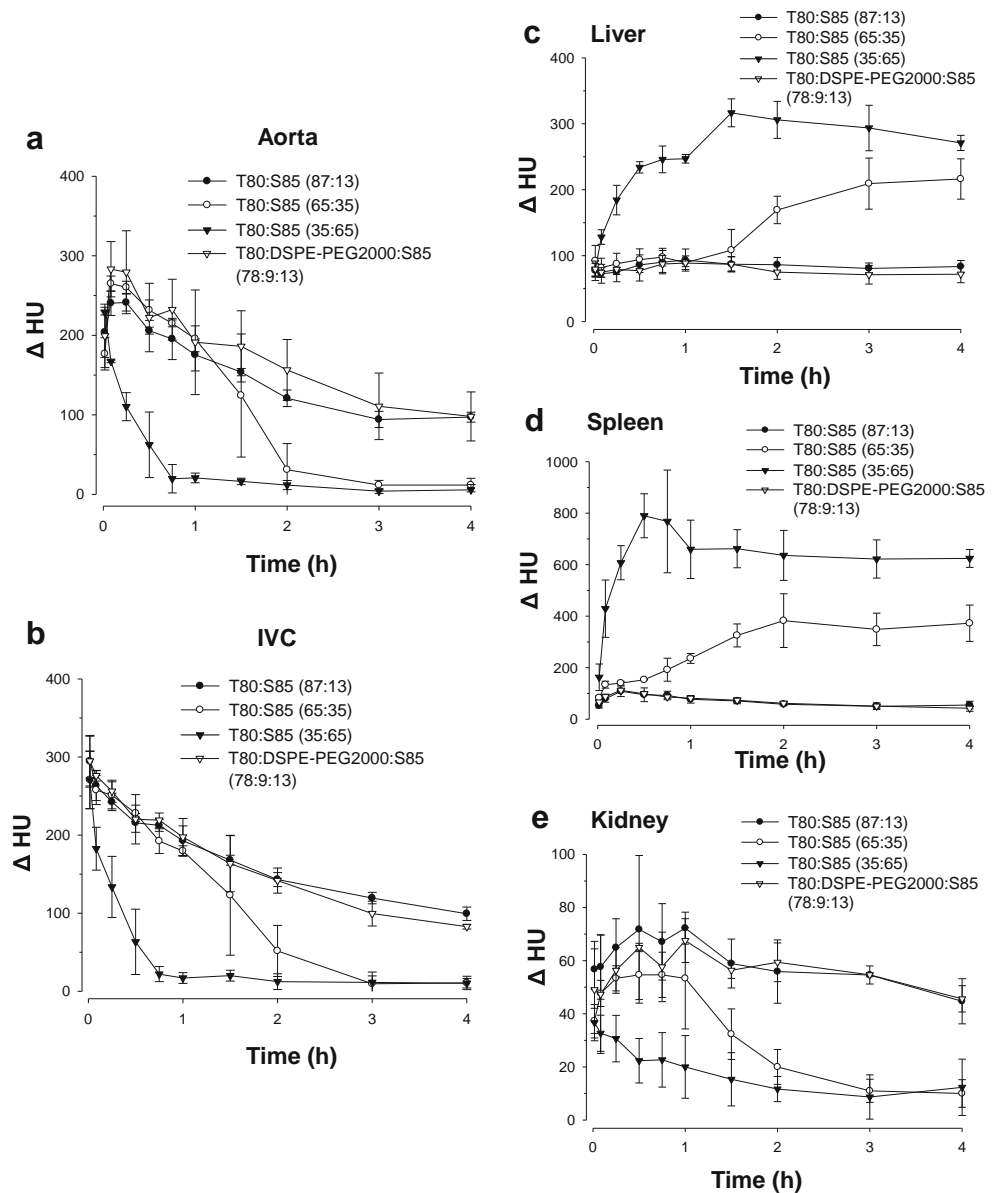 a
Aorta
T80:S85 (87:13)
T80:S85 (65:35)
T80:S85 (35:65)
T80:DSPE-PEG2000:S85
(78:9:13)
400
300
200
100
0
Δ HU
0 1 2 3 4
Time (h)
b
IVC
T80:S85 (87:13)
T80:S85 (65:35)
T80:S85 (35:65)
T80:DSPE-PEG2000:S85
(78:9:13)
400
300
200
100
0
Δ HU
0 1 2 3 4
Time (h)
c Liver
T80:S85 (87:13)
T80:S85 (65:35)
T80:S85 (35:65)
T80:DSPE-PEG2000:S85
(78:9:13)
400
300
200
100
0
Δ HU
0 1 2 3 4
Time (h)
d Spleen
T80:S85 (87:13)
T80:S85 (65:35)
T80:S85 (35:65)
T80:DSPE-PEG2000:S85
(78:9:13)
1000
800
600
400
200
0
Δ HU
0 1 2 3 4
Time (h)
e Kidney
T80:S85 (87:13)
T80:S85 (65:35)
T80:S85 (35:65)
T80:DSPE-PEG2000:S85
(78:9:13)
100
80
60
40
20
0
Δ HU
0 1 2 3 4
Time (h)